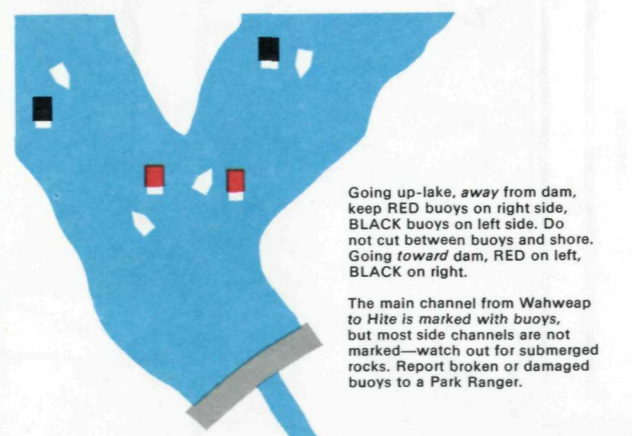 Going up-lake, away from dam,
keep RED buoys on right side,
BLACK buoys on left side. Do
not cut between buoys and shore.
Going toward dam, RED on left,
BLACK on right.
The main channel from Wahweap
to Hite is marked with buoys,
but most side channels are not
marked—watch out for submerged
rocks. Report broken or damaged
buoys to a Park Ranger.